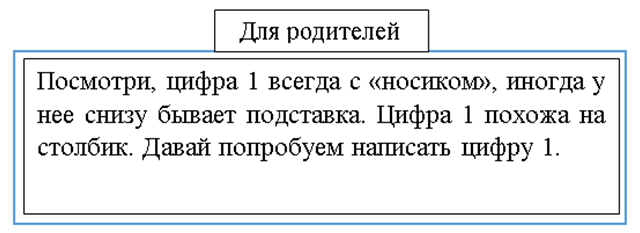 Для родителей
Посмотри, цифра 1 всегда с «носиком», иногда у
нее снизу бывает подставка. Цифра 1 похожа на
столбик. Давай попробуем написать цифру 1.